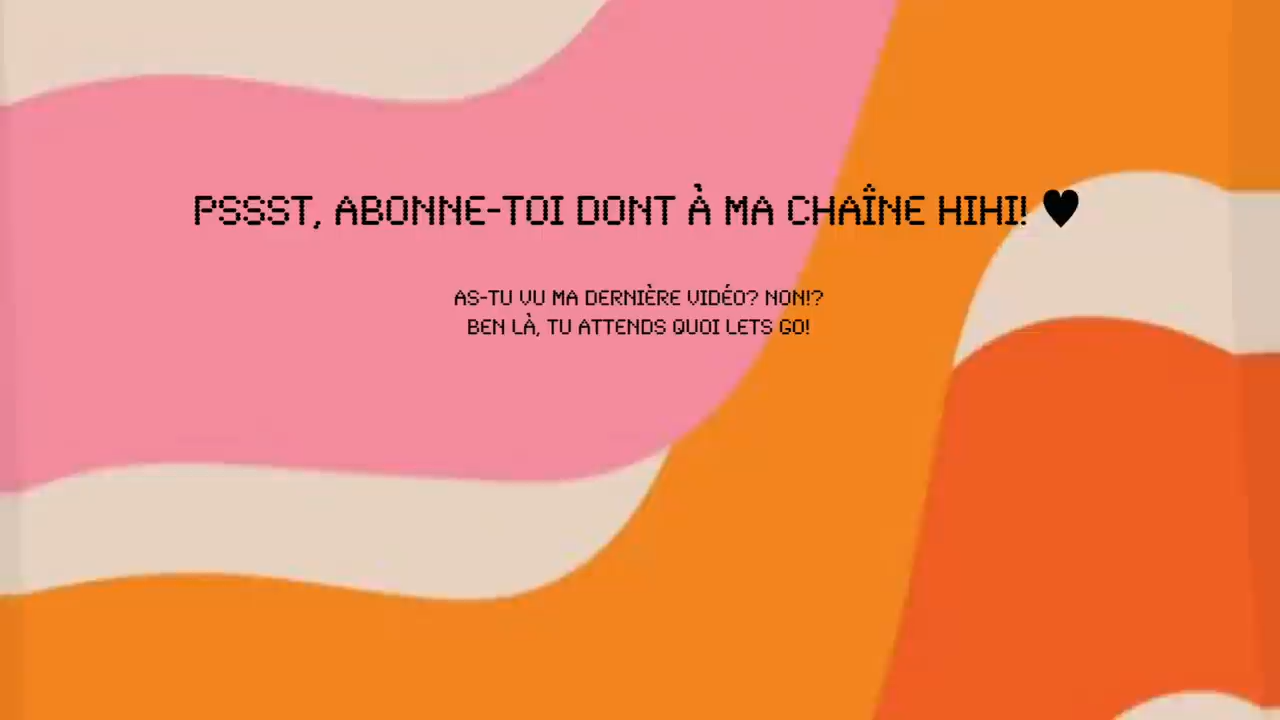 PSSST, ABONNE-TOI DONT À MA CHAÎNE HIHI! ♥
AS-TU VU MA DERNIÈRE VIDÉO? NON!?
BEN LÀ, TU ATTENDS QUOI LETS GO!